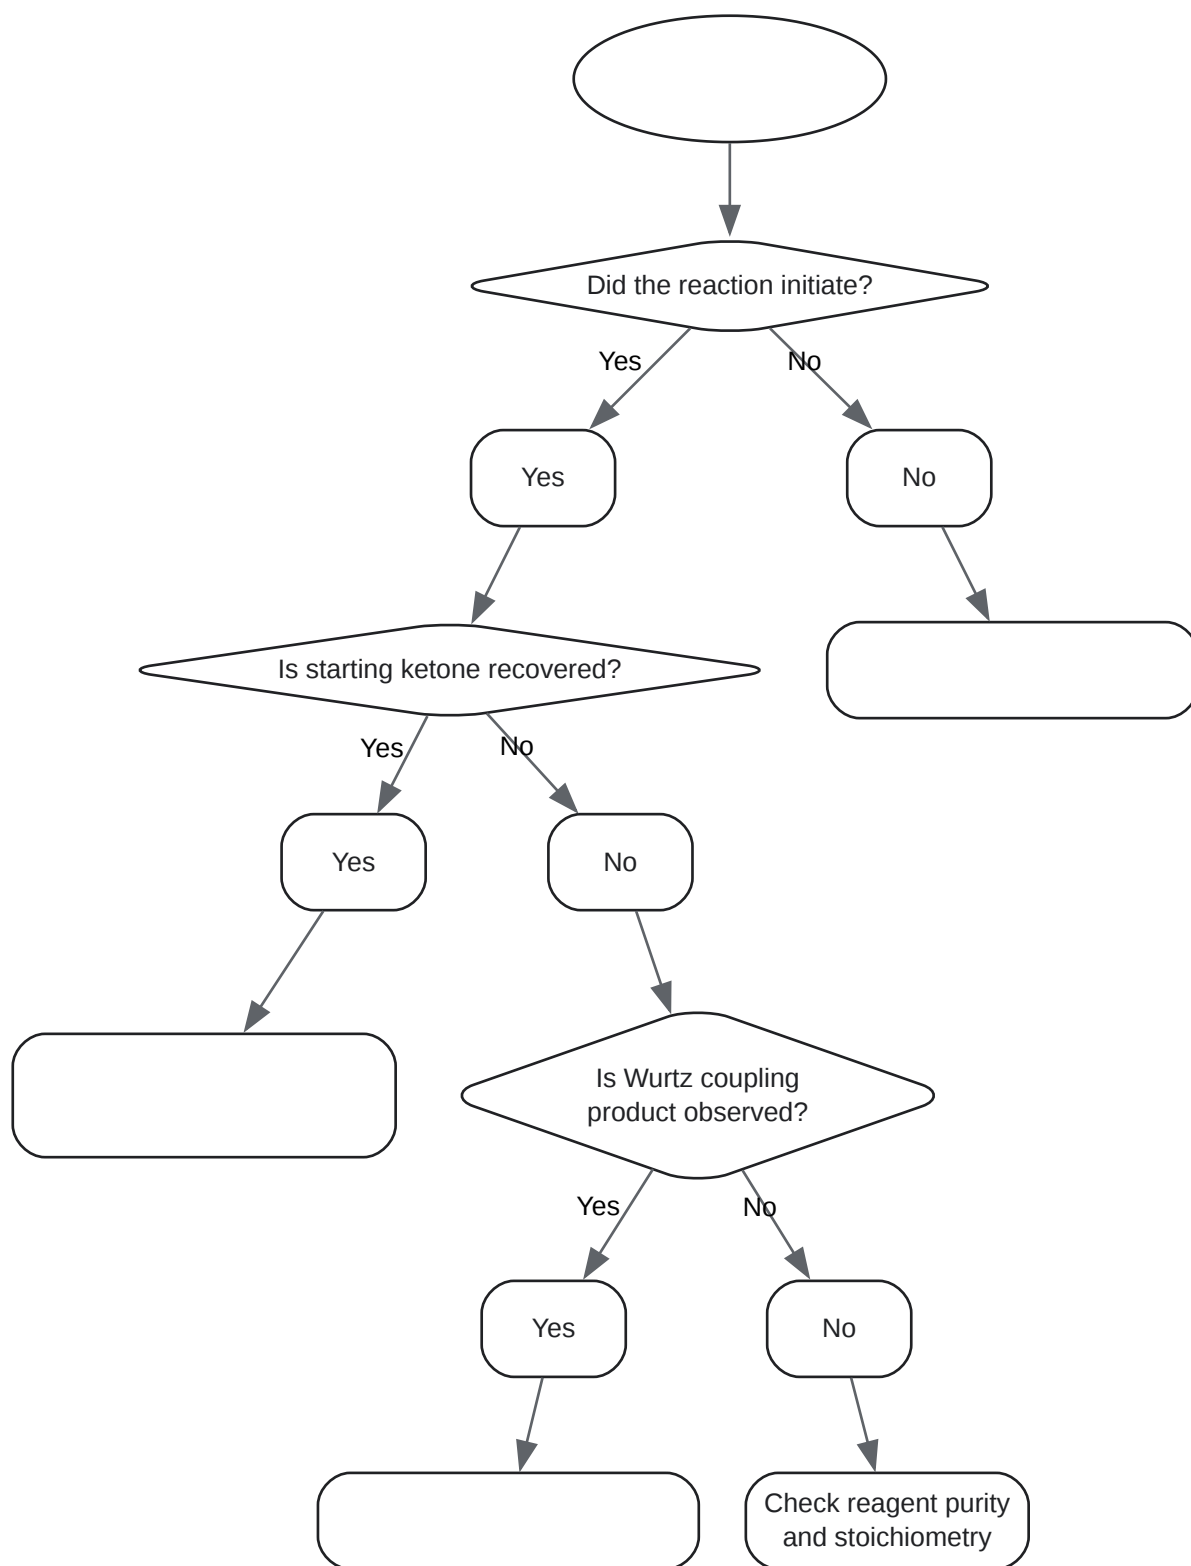 Did the reaction initiate?
Yes
No
Yes
No
Is starting ketone recovered?
Yes
No
Yes
No
Is Wurtz coupling
product observed?
Yes
No
Yes
No
Check reagent purity
and stoichiometry